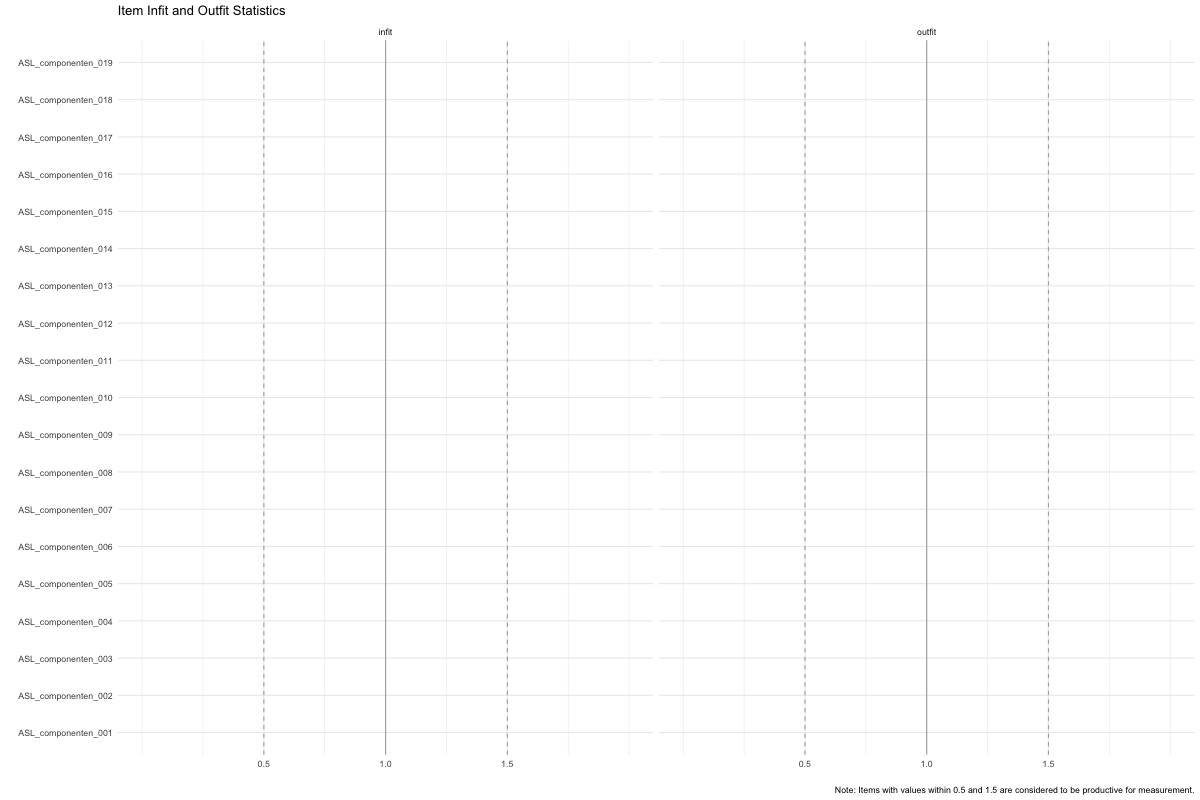 Item Infit and Outfit Statistics
infit
outfit
ASL_componenten_019
ASL_componenten_018
ASL_componenten_017
ASL_componenten_016
ASL_componenten_015
ASL_componenten_014
ASL_componenten_013
ASL_componenten_012
ASL_componenten_011
ASL_componenten_010
ASL_componenten_009
ASL_componenten_008
ASL_componenten_007
ASL_componenten_006
ASL_componenten_005
ASL_componenten_004
ASL_componenten_003
ASL_componenten_002
ASL_componenten_001
0.5 1.0 1.5 0.5 1.0 1.5
Note: Items with values within 0.5 and 1.5 are considered to be productive for measurement.